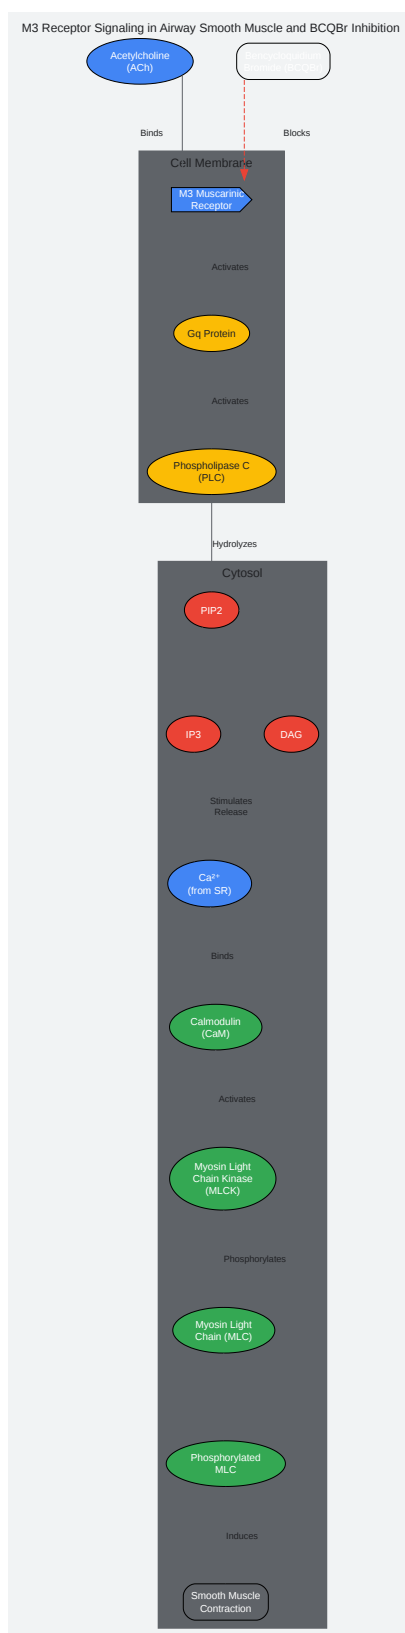 M3 Receptor Signaling in Airway Smooth Muscle and BCQBr Inhibition
Acetylcholine
(ACh)
Binds
Blocks
Cell Membrane
M3 Muscarinic
Receptor
Activates
Gq Protein
Activates
Phospholipase C
(PLC)
Hydrolyzes
Cytosol
PIP2
IP3
DAG
Stimulates
Release
Ca²⁺
(from SR)
Binds
Calmodulin
(CaM)
Activates
Myosin Light
Chain Kinase
(MLCK)
Phosphorylates
Myosin Light
Chain (MLC)
Phosphorylated
MLC
Induces
Smooth Muscle
Contraction